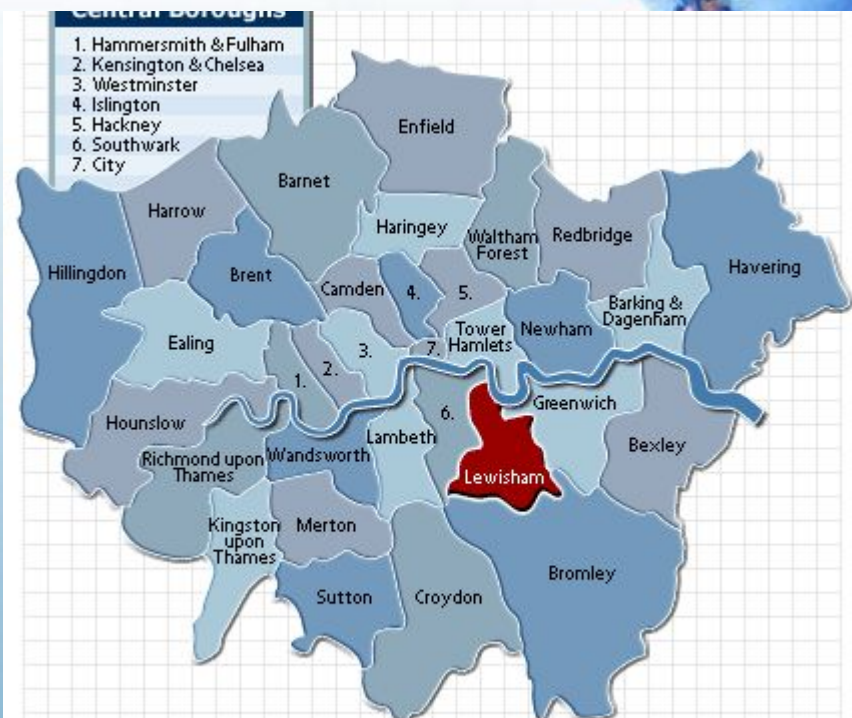 Central Boroughs
1. Hammersmith & Fulham
2. Kensington & Chelsea
3. Westminster
4. Islington
5. Hackney
6. Southwark
7. City
Enfield
Barnet
Harrow
Haringey
Waltham
Forest
Redbridge
Hillingdon
Brent
Camden
4.
5.
Havering
Barking &
Dagenham
Ealing
3.
7.
Tower
Hamlets
Newham
2.
1.
Hounslow
6.
Greenwich
Richmond upon
Thames
Wandsworth
Lambeth
Lewisham
Bexley
Kingston
upon
Thames
Merton
Sutton
Croydon
Bromley